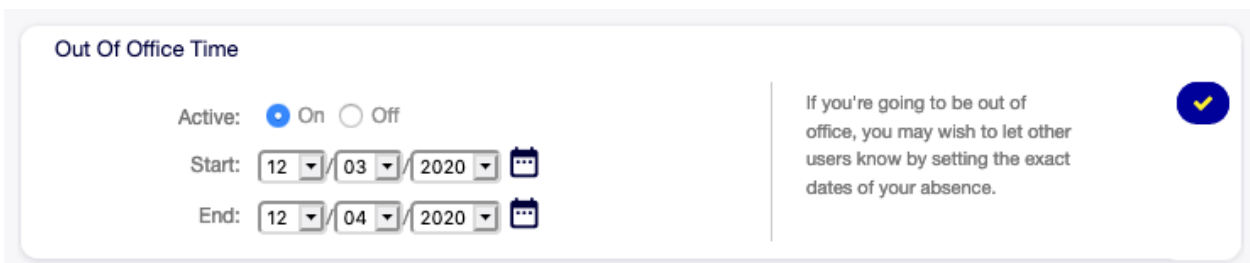 Out Of Office Time
Active: On Off
Start: 12 / 03 / 2020
End: 12 / 04 / 2020
If you're going to be out of
office, you may wish to let other
users know by setting the exact
dates of your absence.